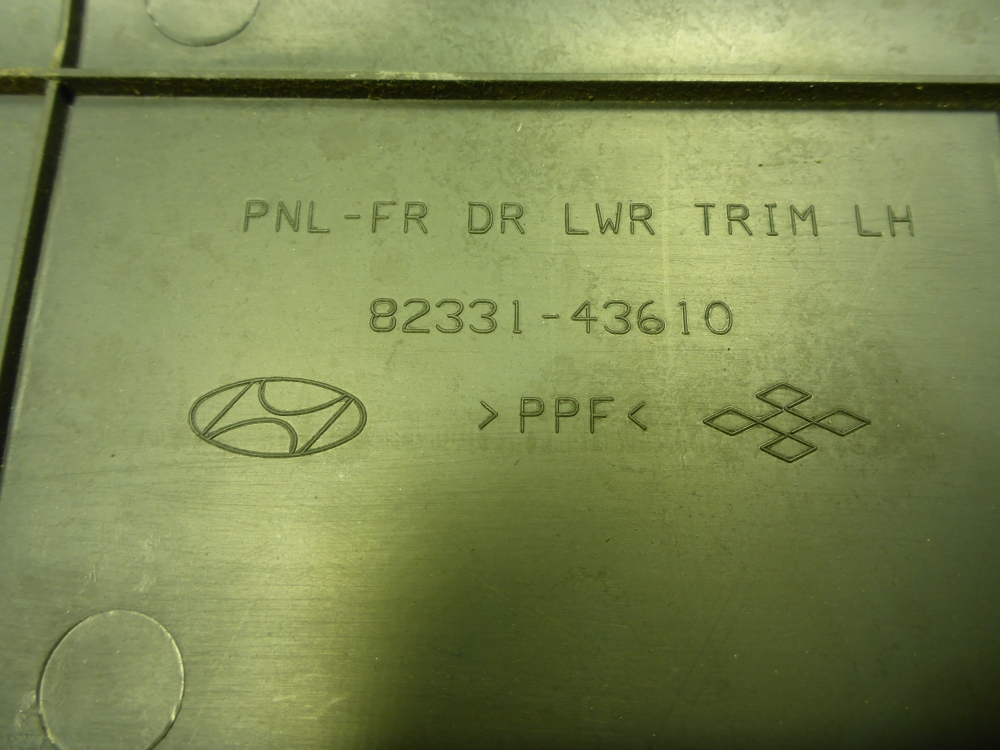 PNL-FR DR LWR TRIM LH
82331-43610
>PPF<